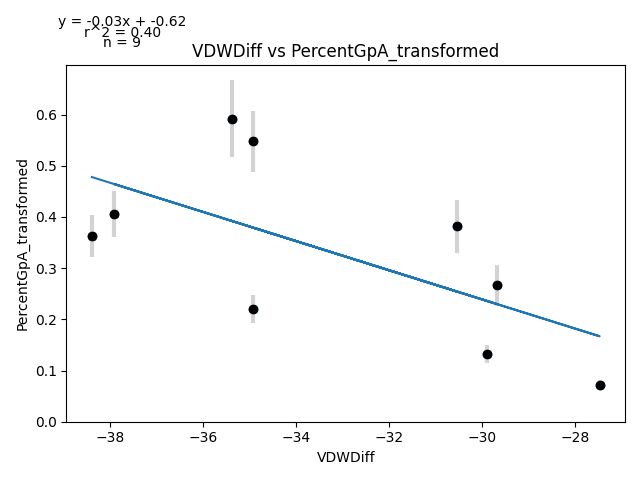 y = -0.03x + -0.62
r^2 = 0.40
n = 9
VDWDiff vs PercentGpA_transformed
PercentGpA_transformed
0.6
0.5
0.4
0.3
0.2
0.1
0.0
−38
−36
−34
−32
−30
−28
VDWDiff